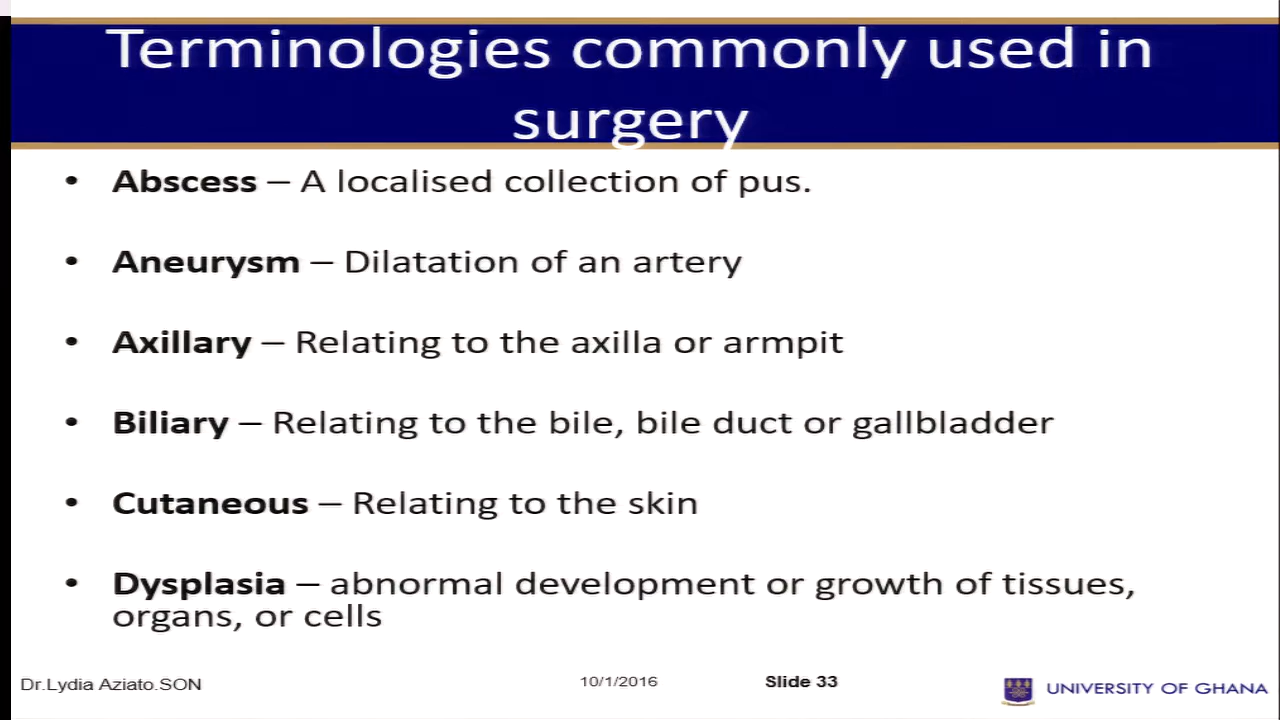 Terminologies commonly used in
surgery
• Abscess – A localised collection of pus.
• Aneurysm – Dilatation of an artery
• Axillary – Relating to the axilla or armpit
• Biliary – Relating to the bile, bile duct or gallbladder
• Cutaneous – Relating to the skin
• Dysplasia – abnormal development or growth of tissues,
organs, or cells
Dr.Lydia Aziato.SON
10/1/2016
Slide 33
UNIVERSITY OF GHANA